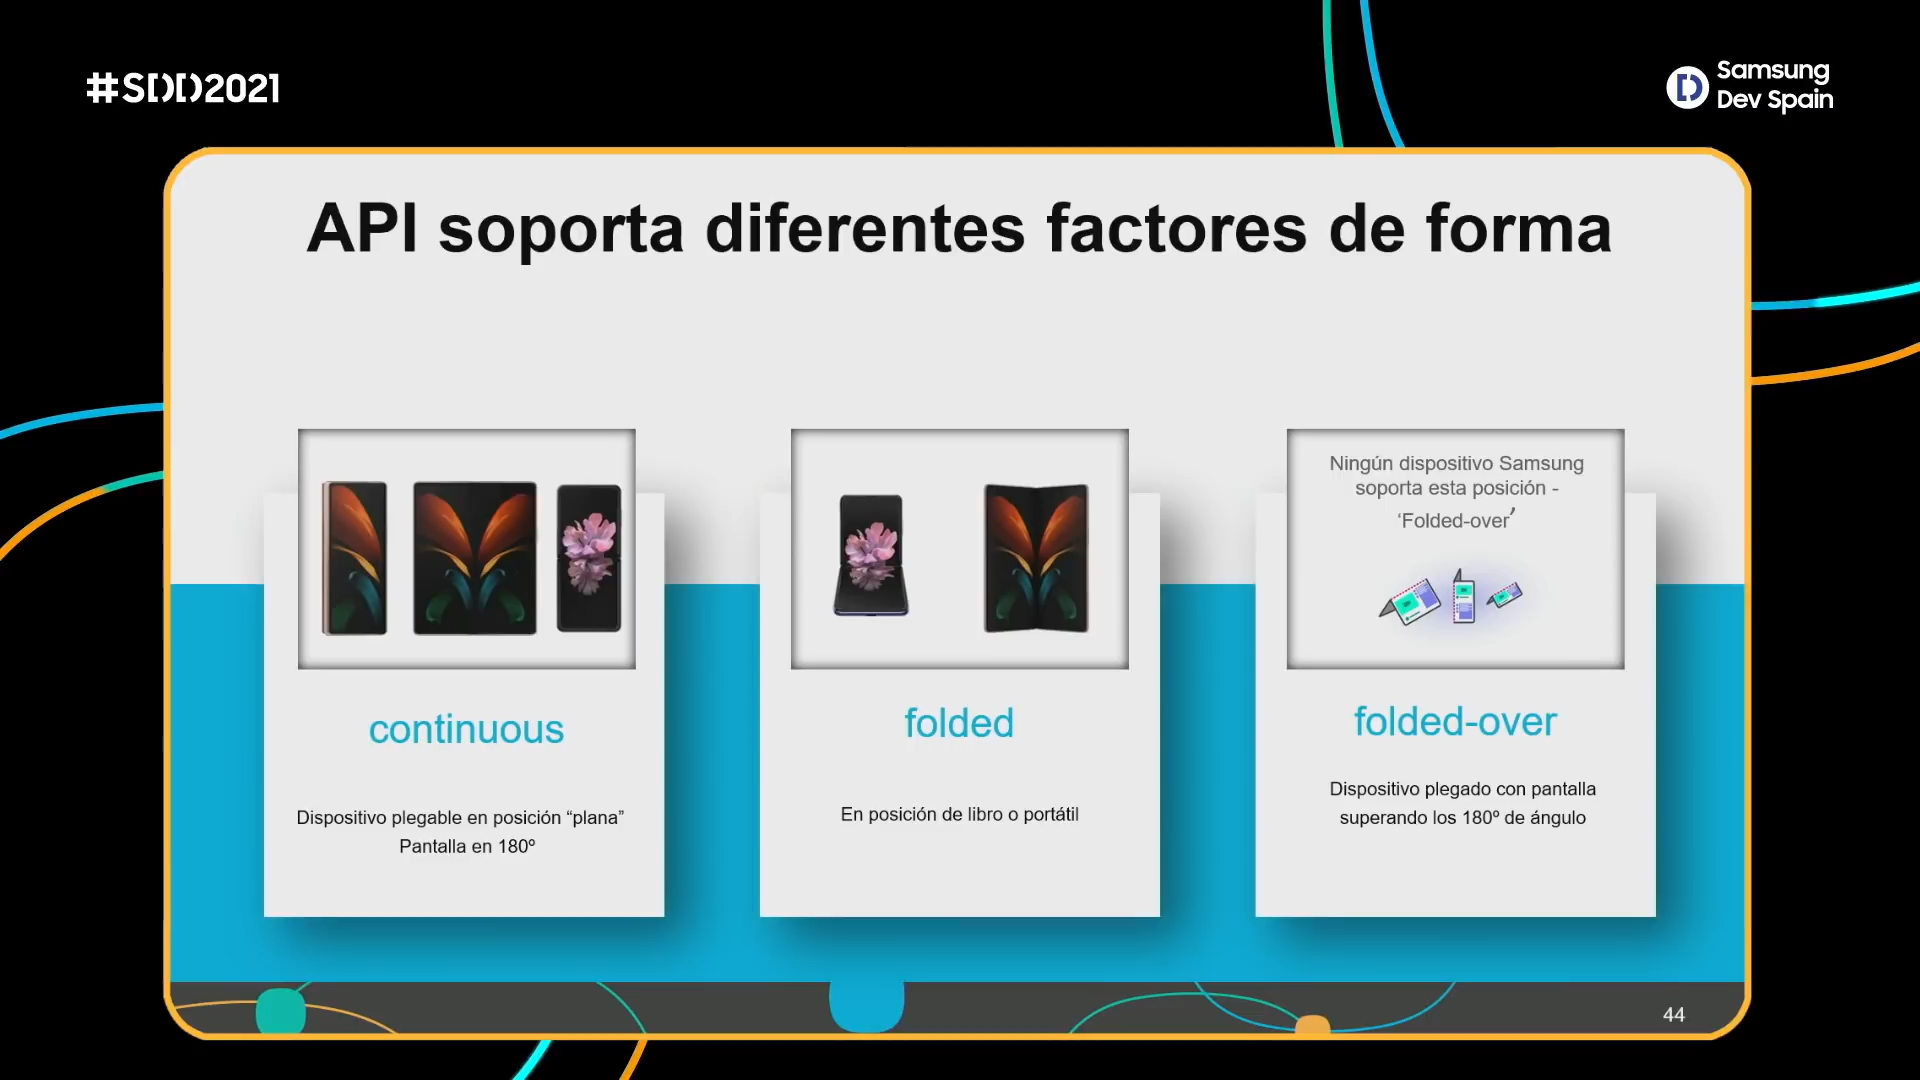 #SDD2021
Samsung
Dev Spain
API soporta diferentes factores de forma
Ningún dispositivo Samsung
soporta esta posición -
‘Folded-over’
continuous
folded
folded-over
Dispositivo plegable en posición “plana”
Pantalla en 180º
En posición de libro o portátil
Dispositivo plegado con pantalla
superando los 180º de ángulo
44